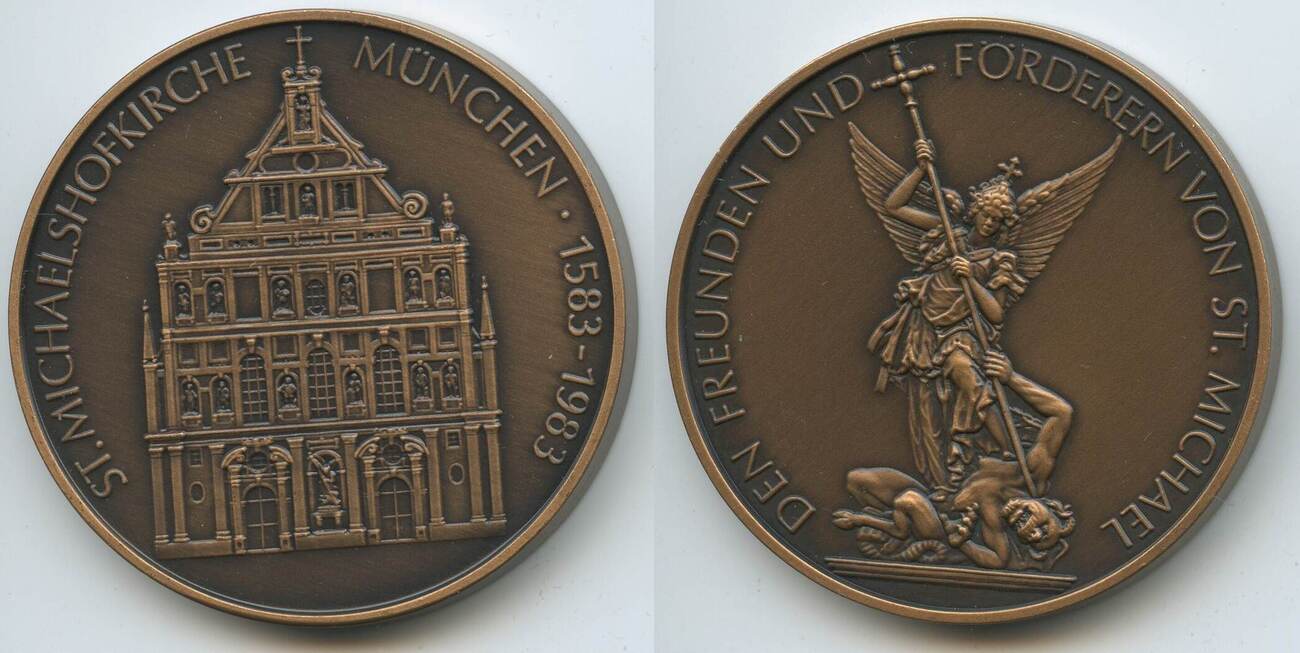 ST. MICHAELSHOFKIRCHE MÜNCHEN · 1583-1983
DEN FREUNDEN UND FÖRDERERN VON ST. MICHAEL